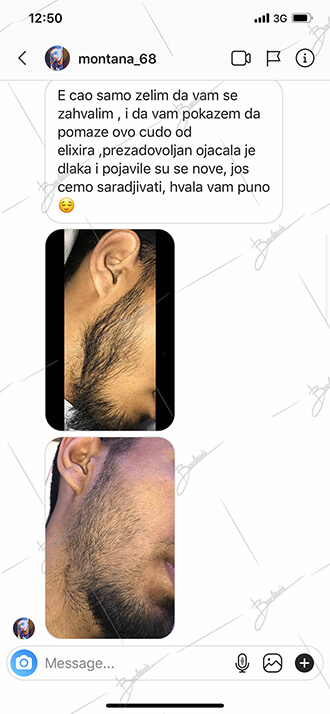 12:50
3G
montana_68
E cao samo zelim da vam se
zahvalim , i da vam pokazem da
pomaze ovo cudo od
elixira ,prezadovoljan ojacala je
dlaka i pojavile su se nove, jos
cemo saradjivati, hvala vam puno
Message...